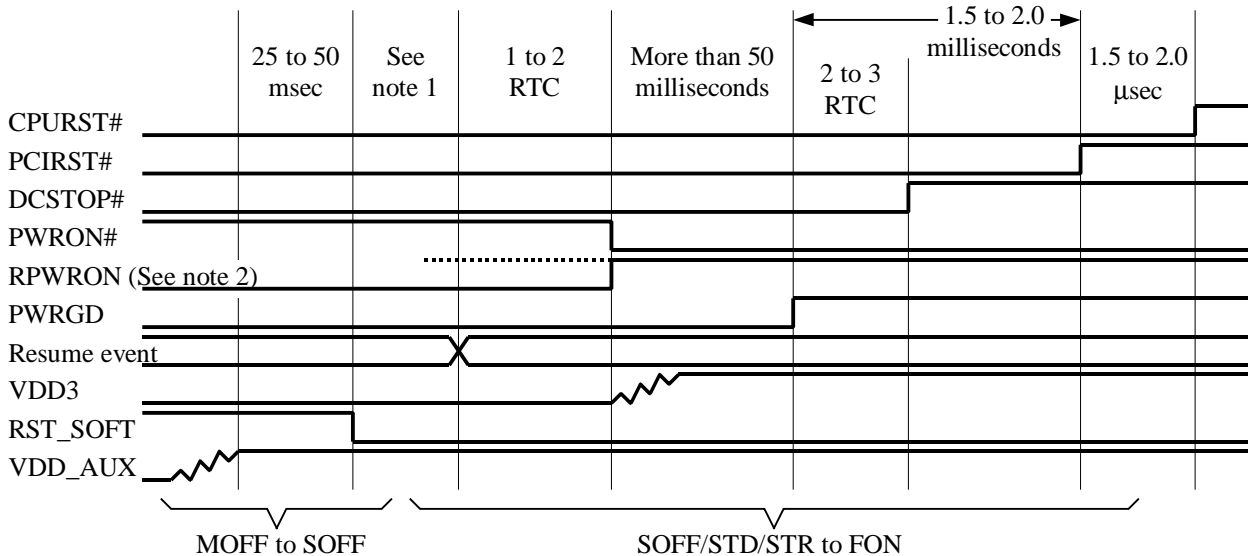 1.5 to 2.0
milliseconds
25 to 50
msec
See
note 1
1 to 2
RTC
More than 50
milliseconds
2 to 3
RTC
1.5 to 2.0
µsec
CPURST#
PCIRST#
DCSTOP#
PWRON#
RPWRON (See note 2)
PWRGD
Resume event
VDD3
RST_SOFT
VDD_AUX
MOFF to SOFF
SOFF/STD/STR to FON